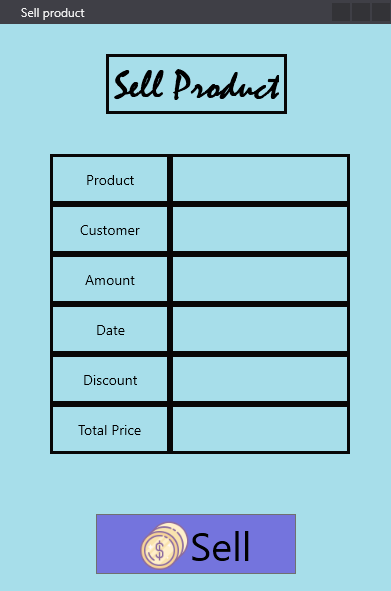 Sell product
Sell Product
Product
Customer
Amount
Date
Discount
Total Price
$ Sell